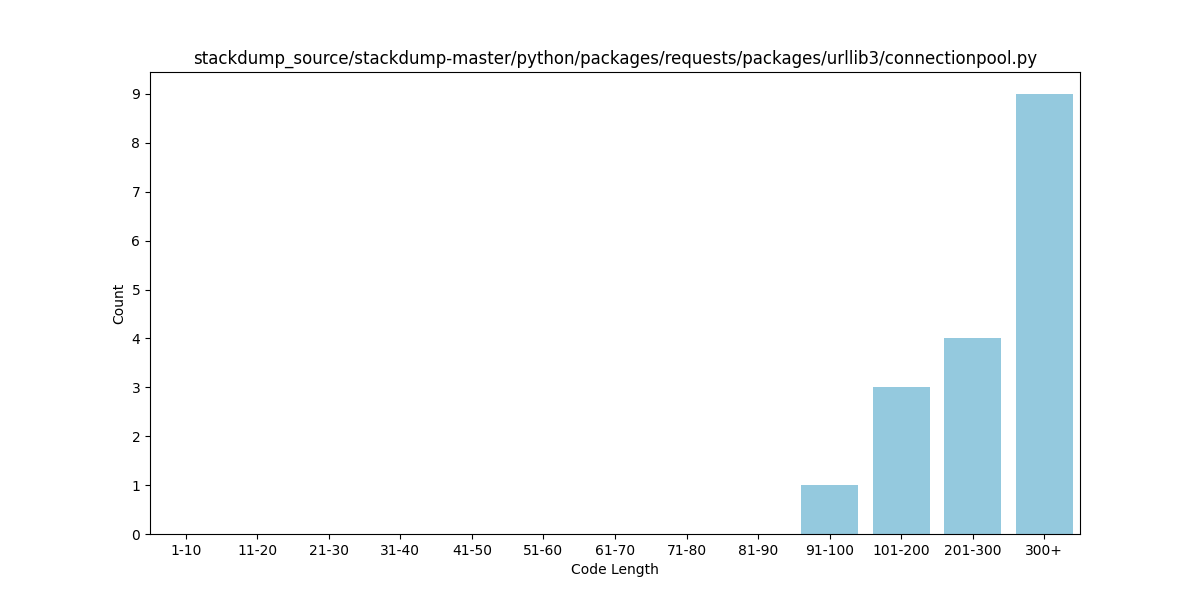 stackdump_source/stackdump-master/python/packages/requests/packages/urllib3/connectionpool.py
9
8
7
6
5
4
3
2
1
0
Count
1-10 11-20 21-30 31-40 41-50 51-60 61-70 71-80 81-90 91-100 101-200 201-300 300+
Code Length